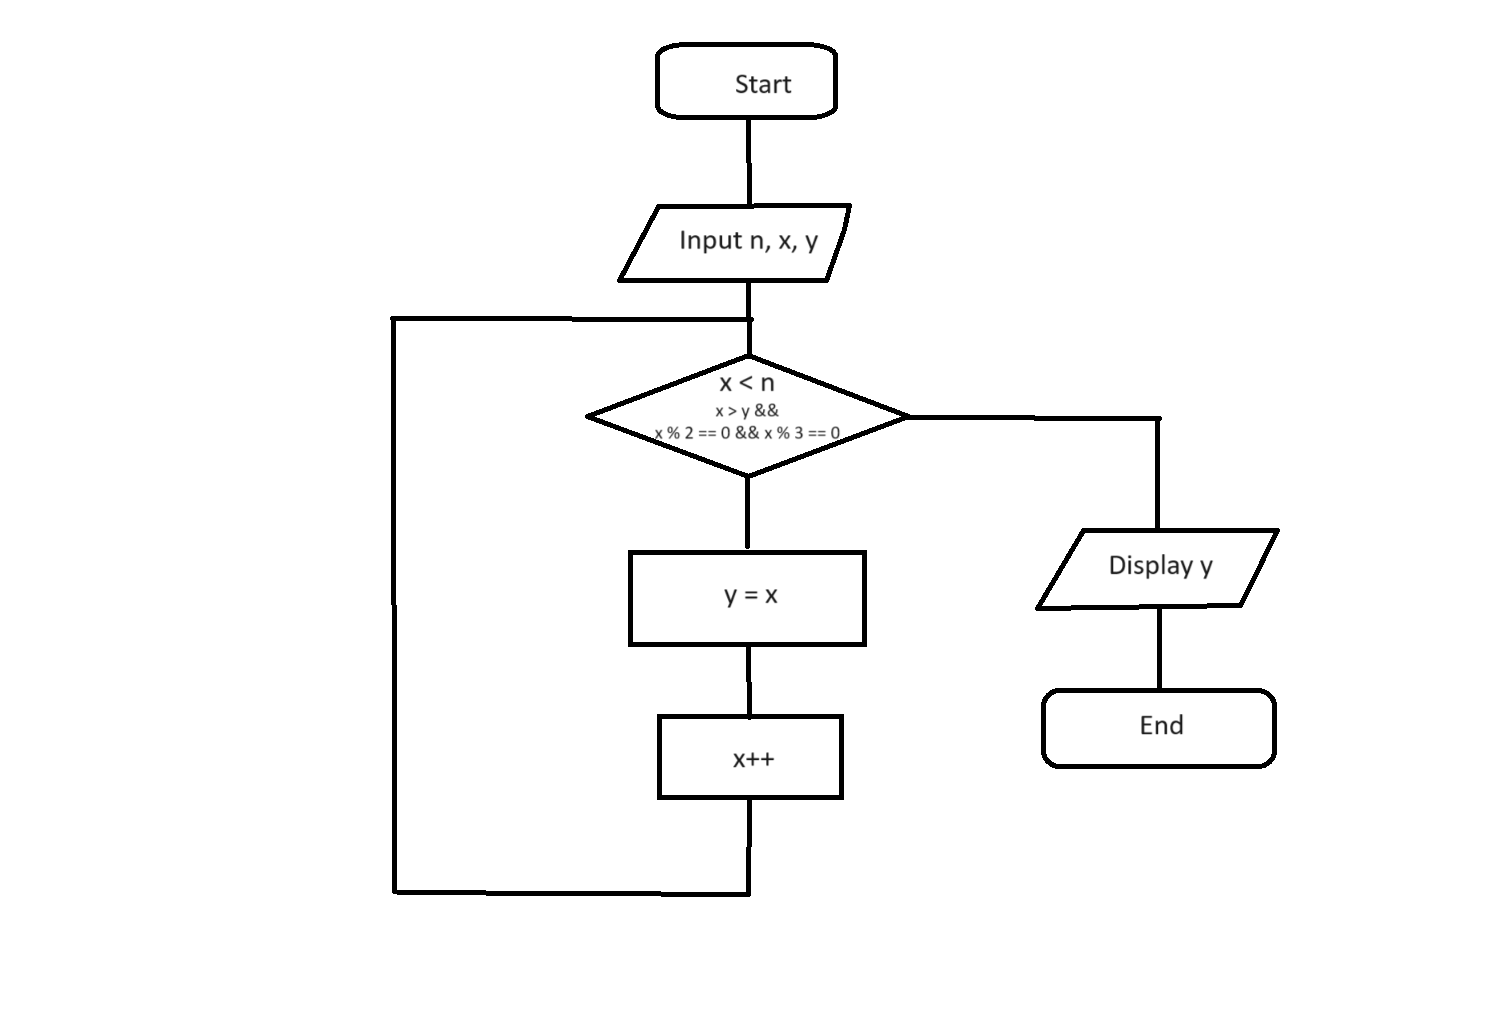 Start
Input n, x, y
x < n
x > y &&
x % 2 == 0 && x % 3 == 0
y = x
Display y
End
x++